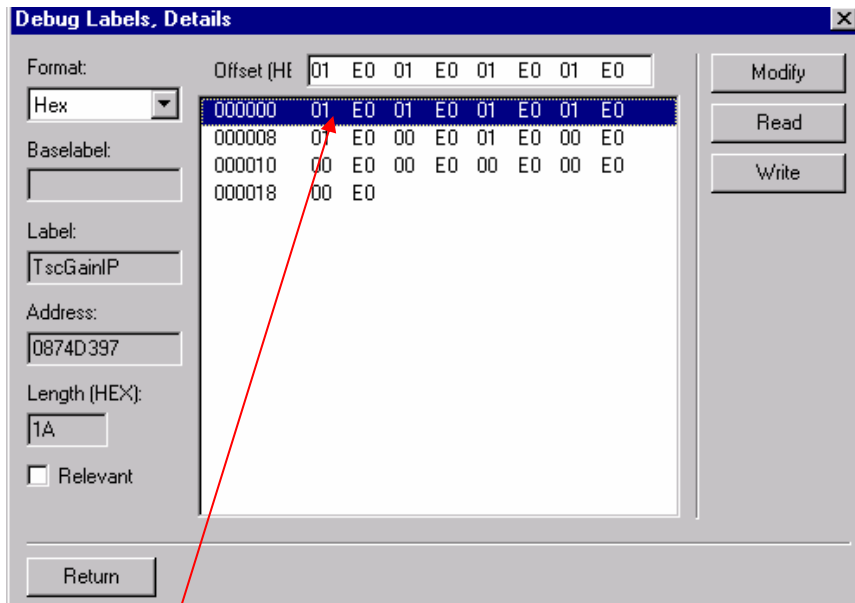 Debug Labels, Details
Format:
Hex
Baselabel:
Label:
TscGainIP
Address:
0874D397
Length (HEX):
1A
Relevant
Return
Offset (HE 01 E0 01 E0 01 E0 01 E0
000000 01 E0 01 E0 01 E0 01 E0
000008 01 E0 00 E0 01 E0 00 E0
000010 00 E0 00 E0 00 E0 00 E0
000018 00 E0
Modify
Read
Write